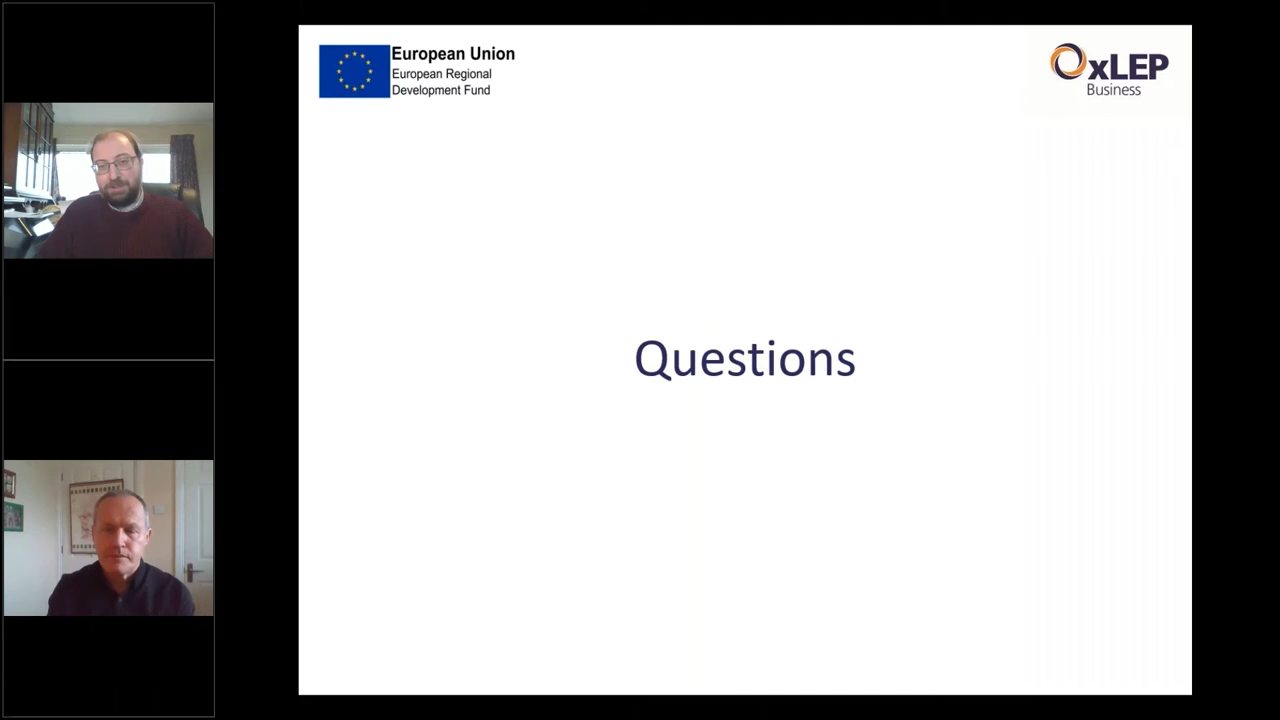 European Union
European Regional
Development Fund
OxLEP
Business
Questions